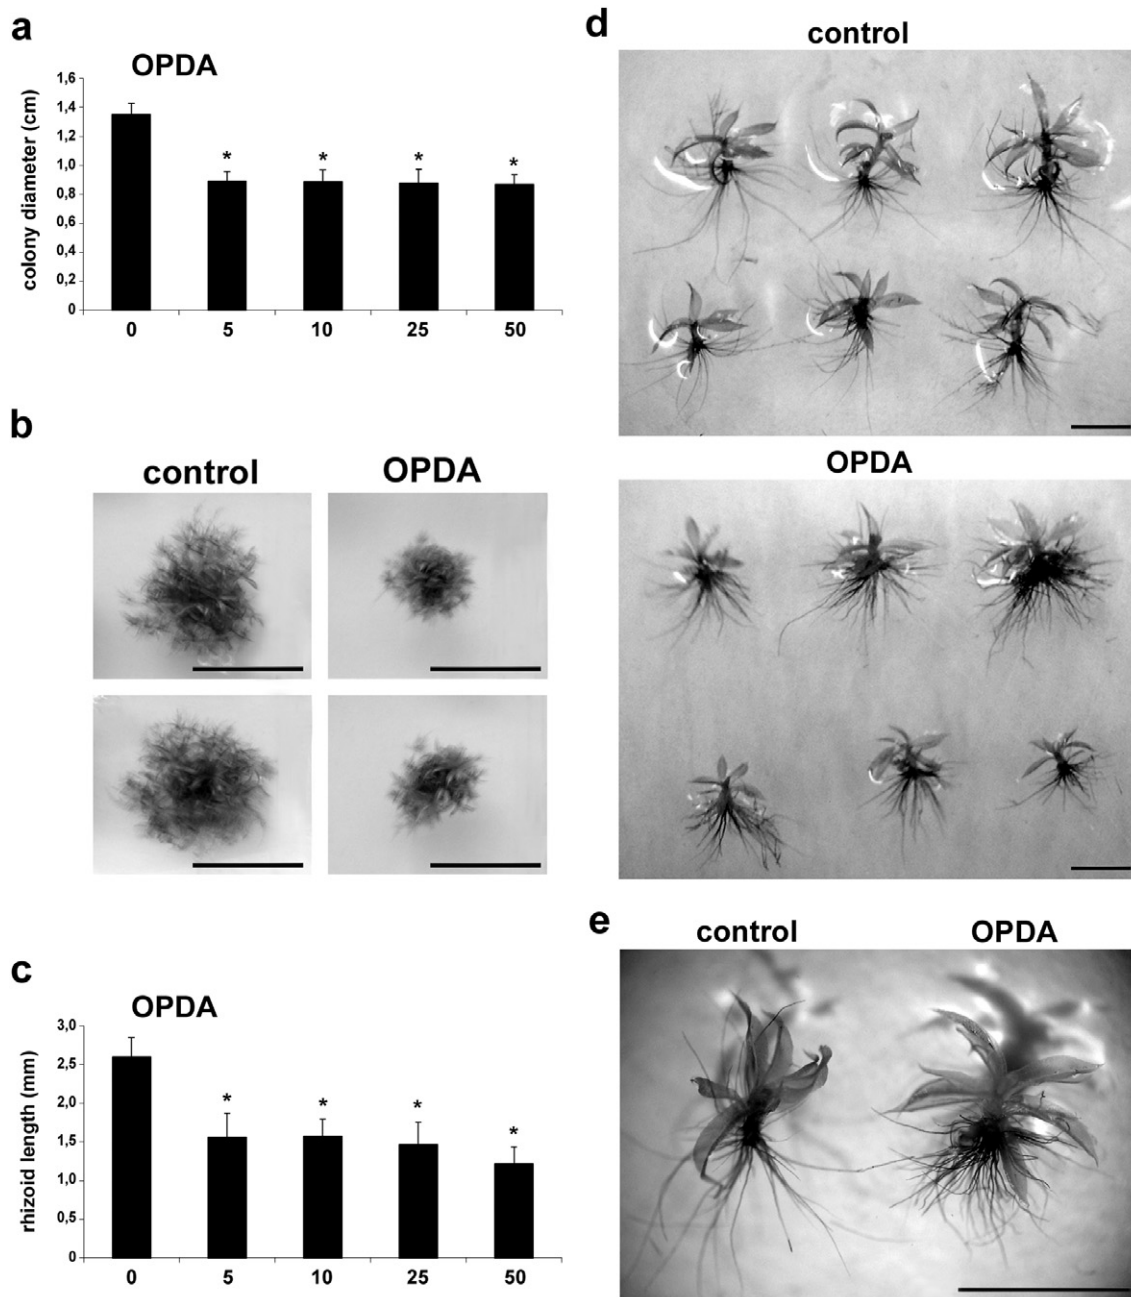 a
OPDA
colony diameter (cm)
1,6
1,4
1,2
1,0
0,8
0,6
0,4
0,2
0
* * * *
0 5 10 25 50
b
control OPDA
c
OPDA
rhizoid length (mm)
3,0
2,5
2,0
1,5
1,0
0,5
0
* * * *
0 5 10 25 50
d
control
OPDA
e
control OPDA